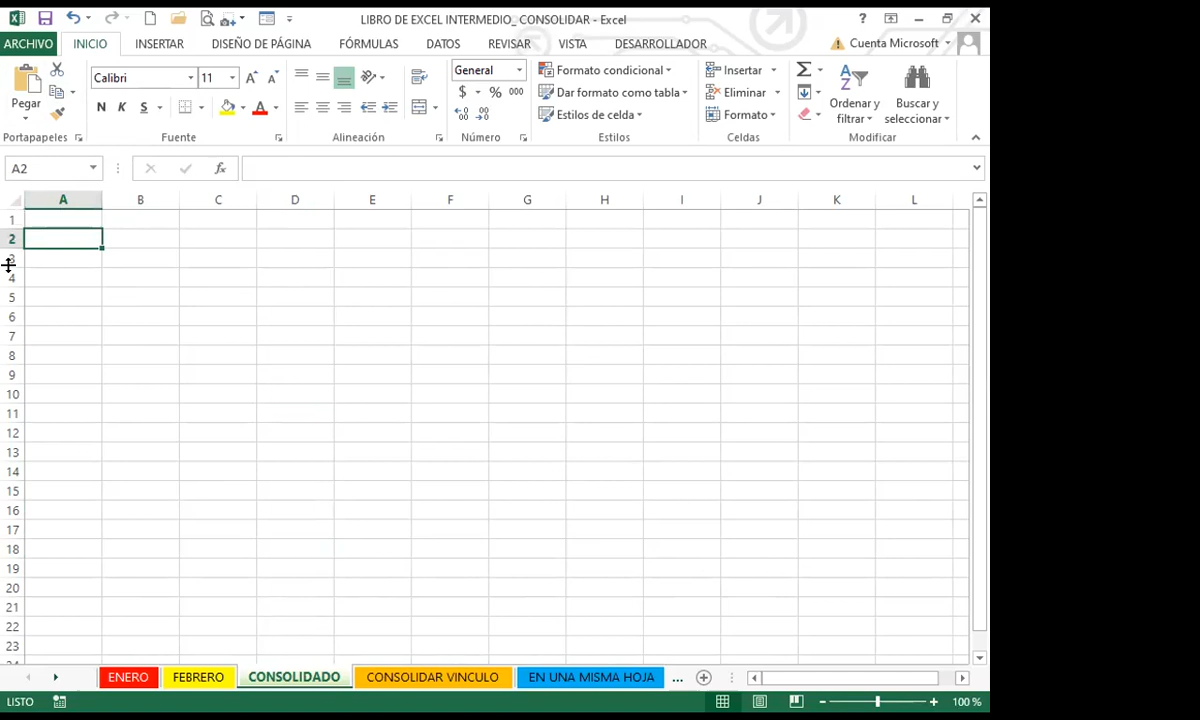 LIBRO DE EXCEL INTERMEDIO_ CONSOLIDAR - Excel
?
ARCHIVO INICIO INSERTAR DISEÑO DE PÁGINA FÓRMULAS DATOS REVISAR VISTA DESARROLLADOR Cuenta Microsoft
Calibri 11 General Formato condicional Insertar
Pegar N K S $ % 000 Dar formato como tabla Eliminar Ordenar y filtrar Buscar y seleccionar
Estilos de celda Formato
Portapapeles Fuente Alineación Número Estilos Celdas Modificar
A2 fx
A B C D E F G H I J K L
1
2
3
4
5
6
7
8
9
10
11
12
13
14
15
16
17
18
19
20
21
22
23
ENERO FEBRERO CONSOLIDADO CONSOLIDAR VINCULO EN UNA MISMA HOJA ...
LISTO 100 %